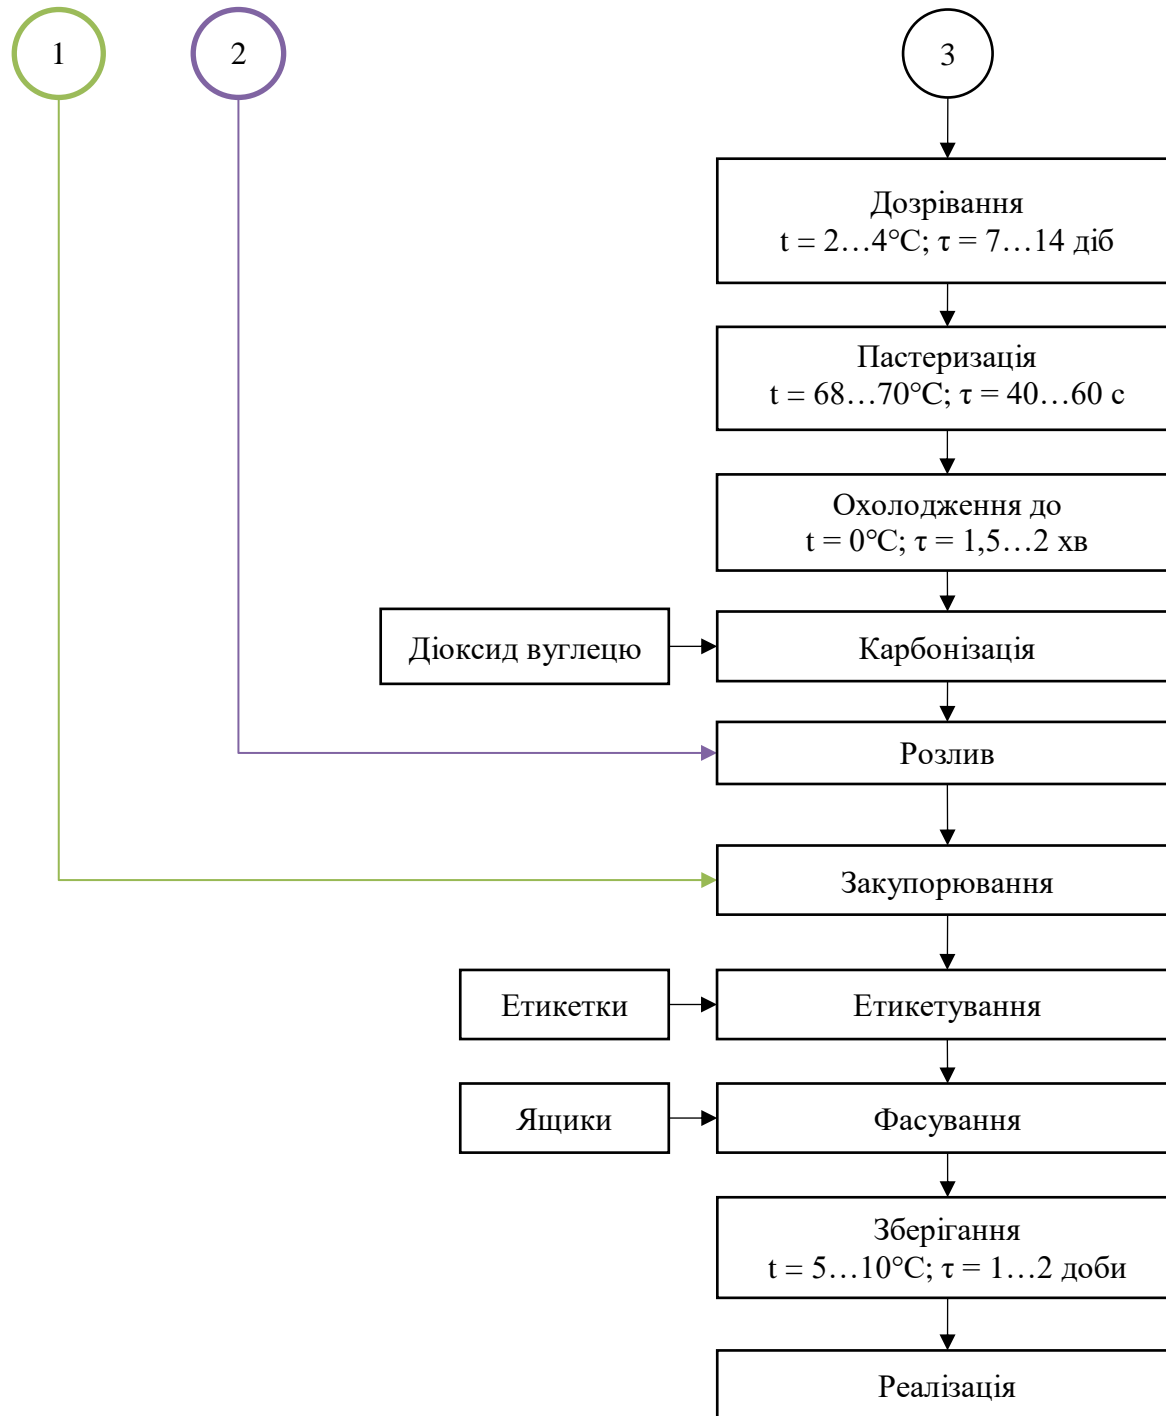 1
2
3
Дозрівання
t = 2…4°C; τ = 7…14 діб
Пастеризація
t = 68…70°C; τ = 40…60 с
Охолодження до
t = 0°C; τ = 1,5…2 хв
Діоксид вуглецю
Карбонізація
Розлив
Закупорювання
Етикетки
Етикетування
Ящики
Фасування
Зберігання
t = 5…10°C; τ = 1…2 доби
Реалізація